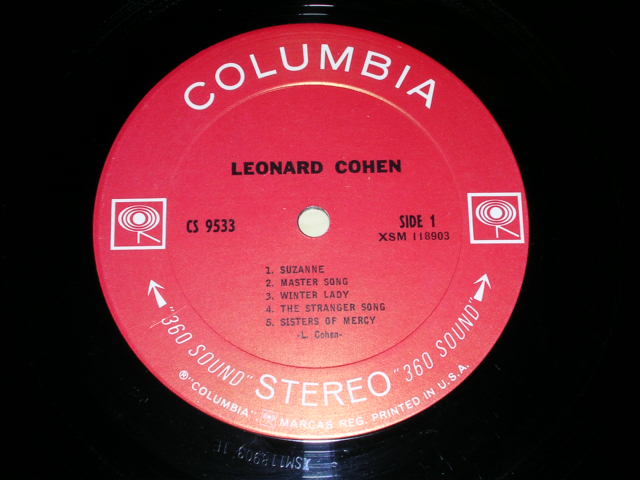 COLUMBIA
LEONARD COHEN
CS 9533
SIDE 1
XSM 118903
1. SUZANNE
2. MASTER SONG
3. WINTER LADY
4. THE STRANGER SONG
5. SISTERS OF MERCY
-L. Cohen-
"360 SOUND" STEREO "360 SOUND"
®"COLUMBIA" MARCAS REG. PRINTED IN U.S.A.
XSM118903